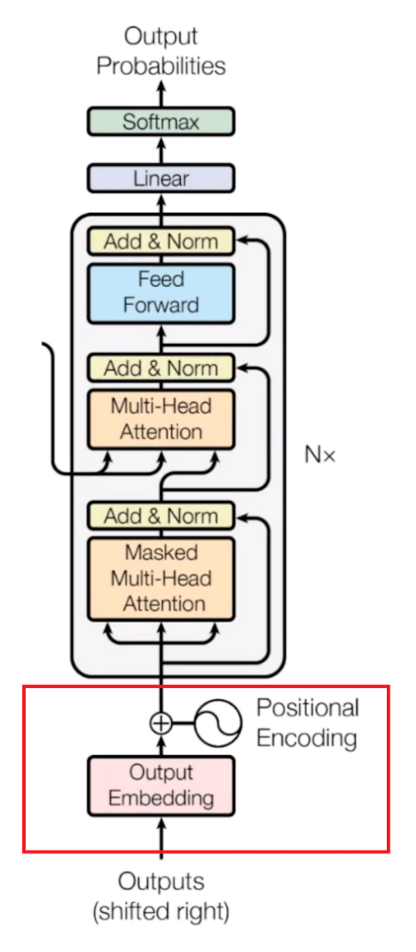 Output
Probabilities
Softmax
Linear
Add & Norm
Feed
Forward
Add & Norm
Multi-Head
Attention
N×
Add & Norm
Masked
Multi-Head
Attention
Positional
Encoding
Output
Embedding
Outputs
(shifted right)